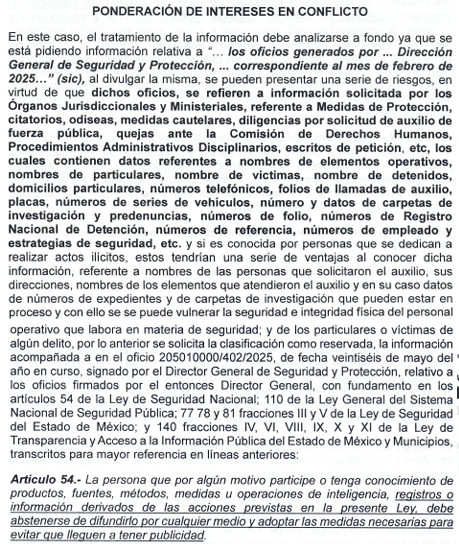 PONDERACIÓN DE INTERESES EN CONFLICTO
En este caso, el tratamiento de la información debe analizarse a fondo ya que se
está pidiendo información relativa a “… los oficios generados por ... Dirección
General de Seguridad y Protección, ... correspondiente al mes de febrero de
2025…” (sic), al divulgar la misma, se pueden presentar una serie de riesgos, en
virtud de que dichos oficios, se refieren a información solicitada por los
Órganos Jurisdiccionales y Ministeriales, referente a Medidas de Protección,
citatorios, odiseas, medidas cautelares, diligencias por solicitud de auxilio de
fuerza pública, quejas ante la Comisión de Derechos Humanos,
Procedimientos Administrativos Disciplinarios, escritos de petición, etc, los
cuales contienen datos referentes a nombres de elementos operativos,
nombres de particulares, nombre de victimas, nombre de detenidos,
domicilios particulares, números telefónicos, folios de llamadas de auxilio,
placas, números de series de vehículos, número y datos de carpetas de
investigación y predenuncias, números de folio, números de Registro
Nacional de Detención, números de referencia, números de empleado y
estrategias de seguridad, etc. y si es conocida por personas que se dedican a
realizar actos ilícitos, estos tendrían una serie de ventajas al conocer dicha
información, referente a nombres de las personas que solicitaron el auxilio, sus
direcciones, nombres de los elementos que atendieron el auxilio y en su caso datos
de números de expedientes y de carpetas de investigación que pueden estar en
proceso y con ello se se puede vulnerar la seguridad e integridad física del personal
operativo que labora en materia de seguridad; y de los particulares o víctimas de
algún delito, por lo anterior se solicita la clasificación como reservada, la información
acompañada a en el oficio 205010000/402/2025, de fecha veintiséis de mayo del
año en curso, signado por el Director General de Seguridad y Protección, relativo a
los oficios firmados por el entonces Director General, con fundamento en los
artículos 54 de la Ley de Seguridad Nacional; 110 de la Ley General del Sistema
Nacional de Seguridad Pública; 77 78 y 81 fracciones III y V de la Ley de Seguridad
del Estado de México; y 140 fracciones IV, VI, VIII, IX, X y XI de la Ley de
Transparencia y Acceso a la Información Pública del Estado de México y Municipios,
transcritos para mayor referencia en líneas anteriores:
Artículo 54.- La persona que por algún motivo participe o tenga conocimiento de
productos, fuentes, métodos, medidas u operaciones de inteligencia, registros o
información derivados de las acciones previstas en la presente Ley, debe
abstenerse de difundirlo por cualquier medio y adoptar las medidas necesarias para
evitar que lleguen a tener publicidad.